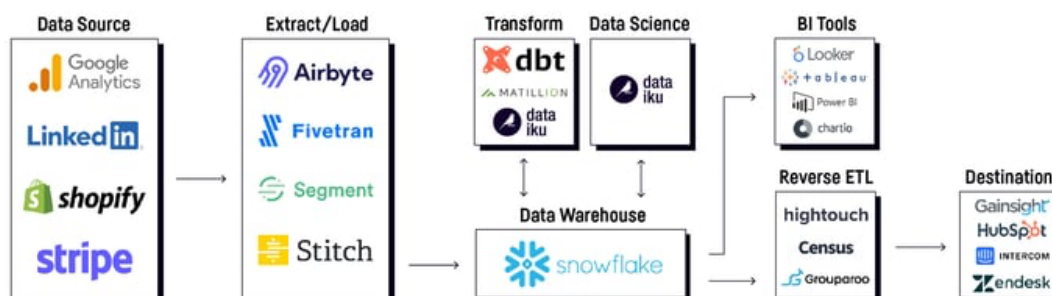 Data Source
Google
Analytics
Linkedin
shopify
stripe
Extract/Load
Airbyte
Fivetran
Segment
Stitch
Transform
dbt
MATILLION
data
iku
Data Science
data
iku
Data Warehouse
snowflake
BI Tools
Looker
+ableau
Power BI
chartio
Reverse ETL
hightouch
Census
Grouparoo
Destination
Gainsight
HubSpot
INTERCOM
Zendesk